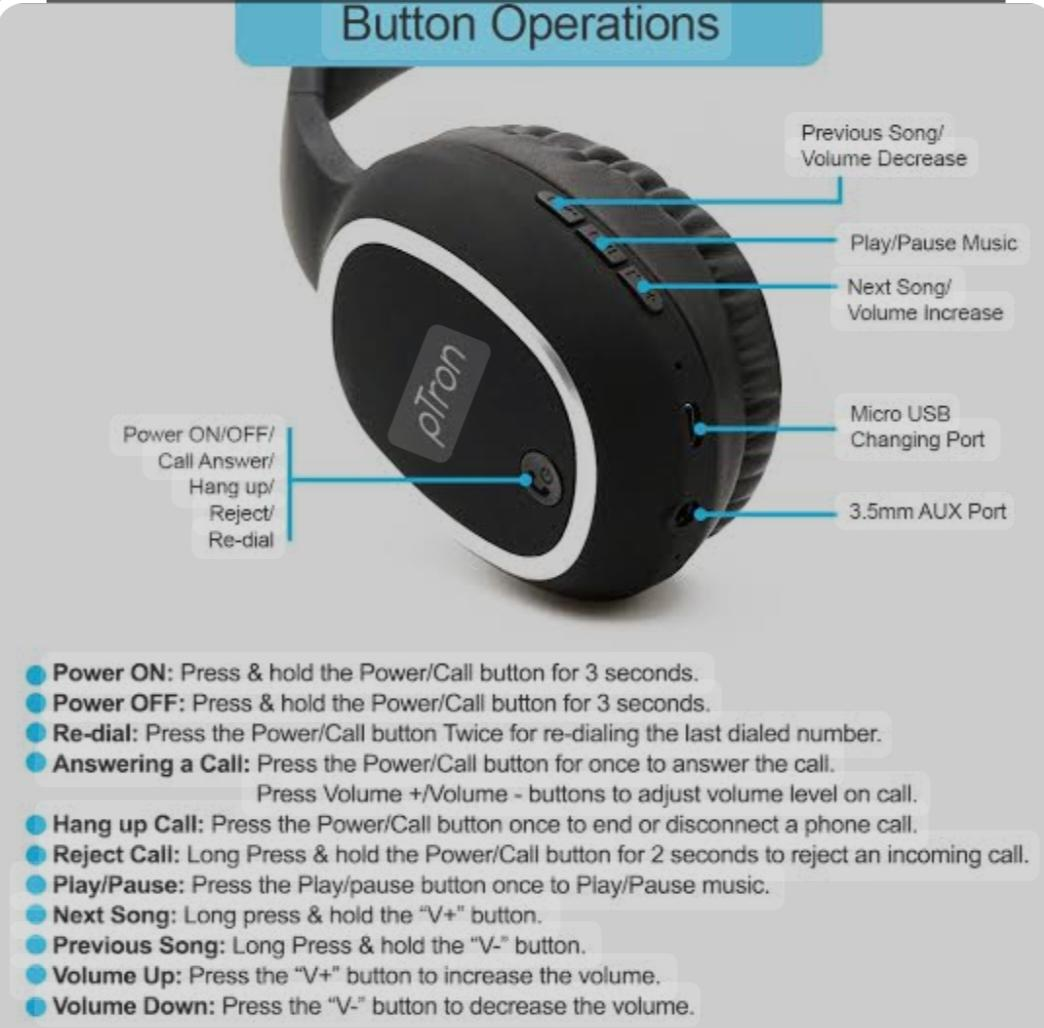 Button Operations
Previous Song/
Volume Decrease
Play/Pause Music
Next Song/
Volume Increase
pTron
Power ON/OFF/
Call Answer/
Hang up/
Reject/
Re-dial
Micro USB
Changing Port
3.5mm AUX Port
Power ON: Press & hold the Power/Call button for 3 seconds.
Power OFF: Press & hold the Power/Call button for 3 seconds.
Re-dial: Press the Power/Call button Twice for re-dialing the last dialed number.
Answering a Call: Press the Power/Call button for once to answer the call.
Press Volume +/Volume - buttons to adjust volume level on call.
Hang up Call: Press the Power/Call button once to end or disconnect a phone call.
Reject Call: Long Press & hold the Power/Call button for 2 seconds to reject an incoming call.
Play/Pause: Press the Play/pause button once to Play/Pause music.
Next Song: Long press & hold the “V+” button.
Previous Song: Long Press & hold the “V-” button.
Volume Up: Press the “V+” button to increase the volume.
Volume Down: Press the “V-” button to decrease the volume.